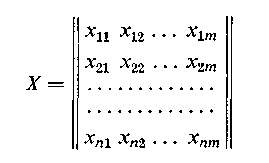 x₁₁ x₁₂ ... x₁ₘ
x₂₁ x₂₂ ... x₂ₘ
X =
. . . . . . . . . . . . .
. . . . . . . . . . . . .
xₙ₁ xₙ₂ ... xₙₘ